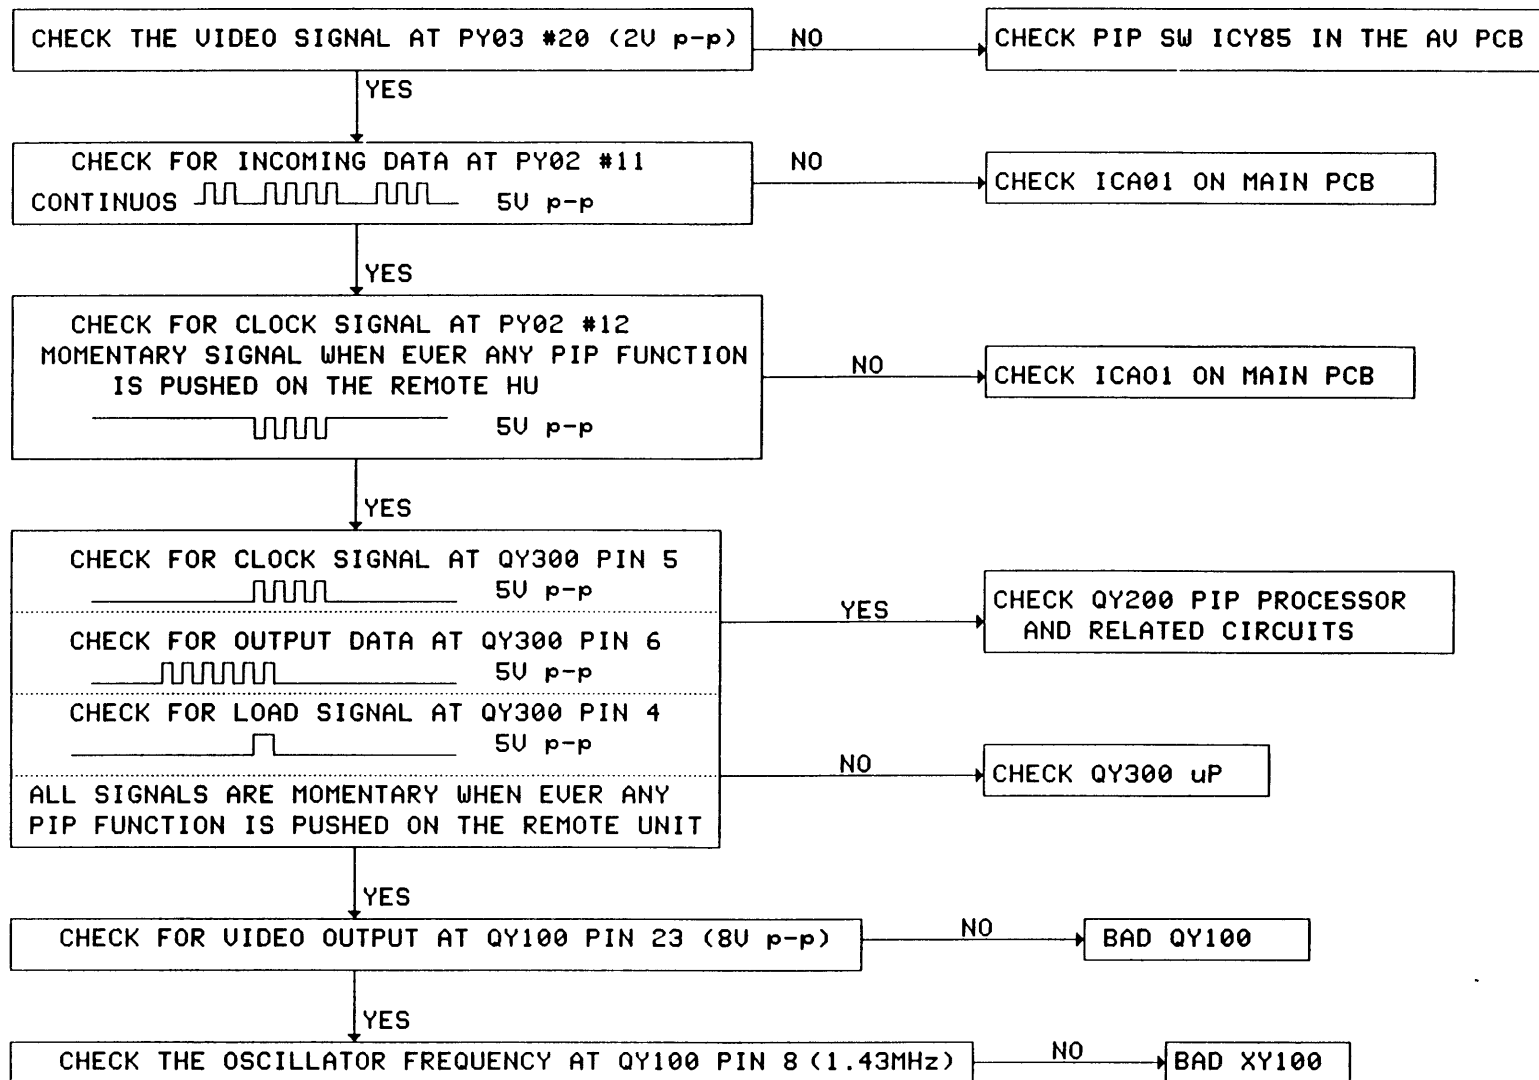 CHECK THE VIDEO SIGNAL AT PY03 #20 (2V p-p)
NO
CHECK PIP SW ICY85 IN THE AV PCB
YES
CHECK FOR INCOMING DATA AT PY02 #11
CONTINUOS 5V p-p
NO
CHECK ICA01 ON MAIN PCB
YES
CHECK FOR CLOCK SIGNAL AT PY02 #12
MOMENTARY SIGNAL WHEN EVER ANY PIP FUNCTION
IS PUSHED ON THE REMOTE HU
5V p-p
NO
CHECK ICAO1 ON MAIN PCB
YES
CHECK FOR CLOCK SIGNAL AT QY300 PIN 5
5V p-p
CHECK FOR OUTPUT DATA AT QY300 PIN 6
5V p-p
CHECK FOR LOAD SIGNAL AT QY300 PIN 4
5V p-p
ALL SIGNALS ARE MOMENTARY WHEN EVER ANY
PIP FUNCTION IS PUSHED ON THE REMOTE UNIT
YES
CHECK QY200 PIP PROCESSOR
AND RELATED CIRCUITS
NO
CHECK QY300 uP
YES
CHECK FOR VIDEO OUTPUT AT QY100 PIN 23 (8V p-p)
NO
BAD QY100
YES
CHECK THE OSCILLATOR FREQUENCY AT QY100 PIN 8 (1.43MHz)
NO
BAD XY100